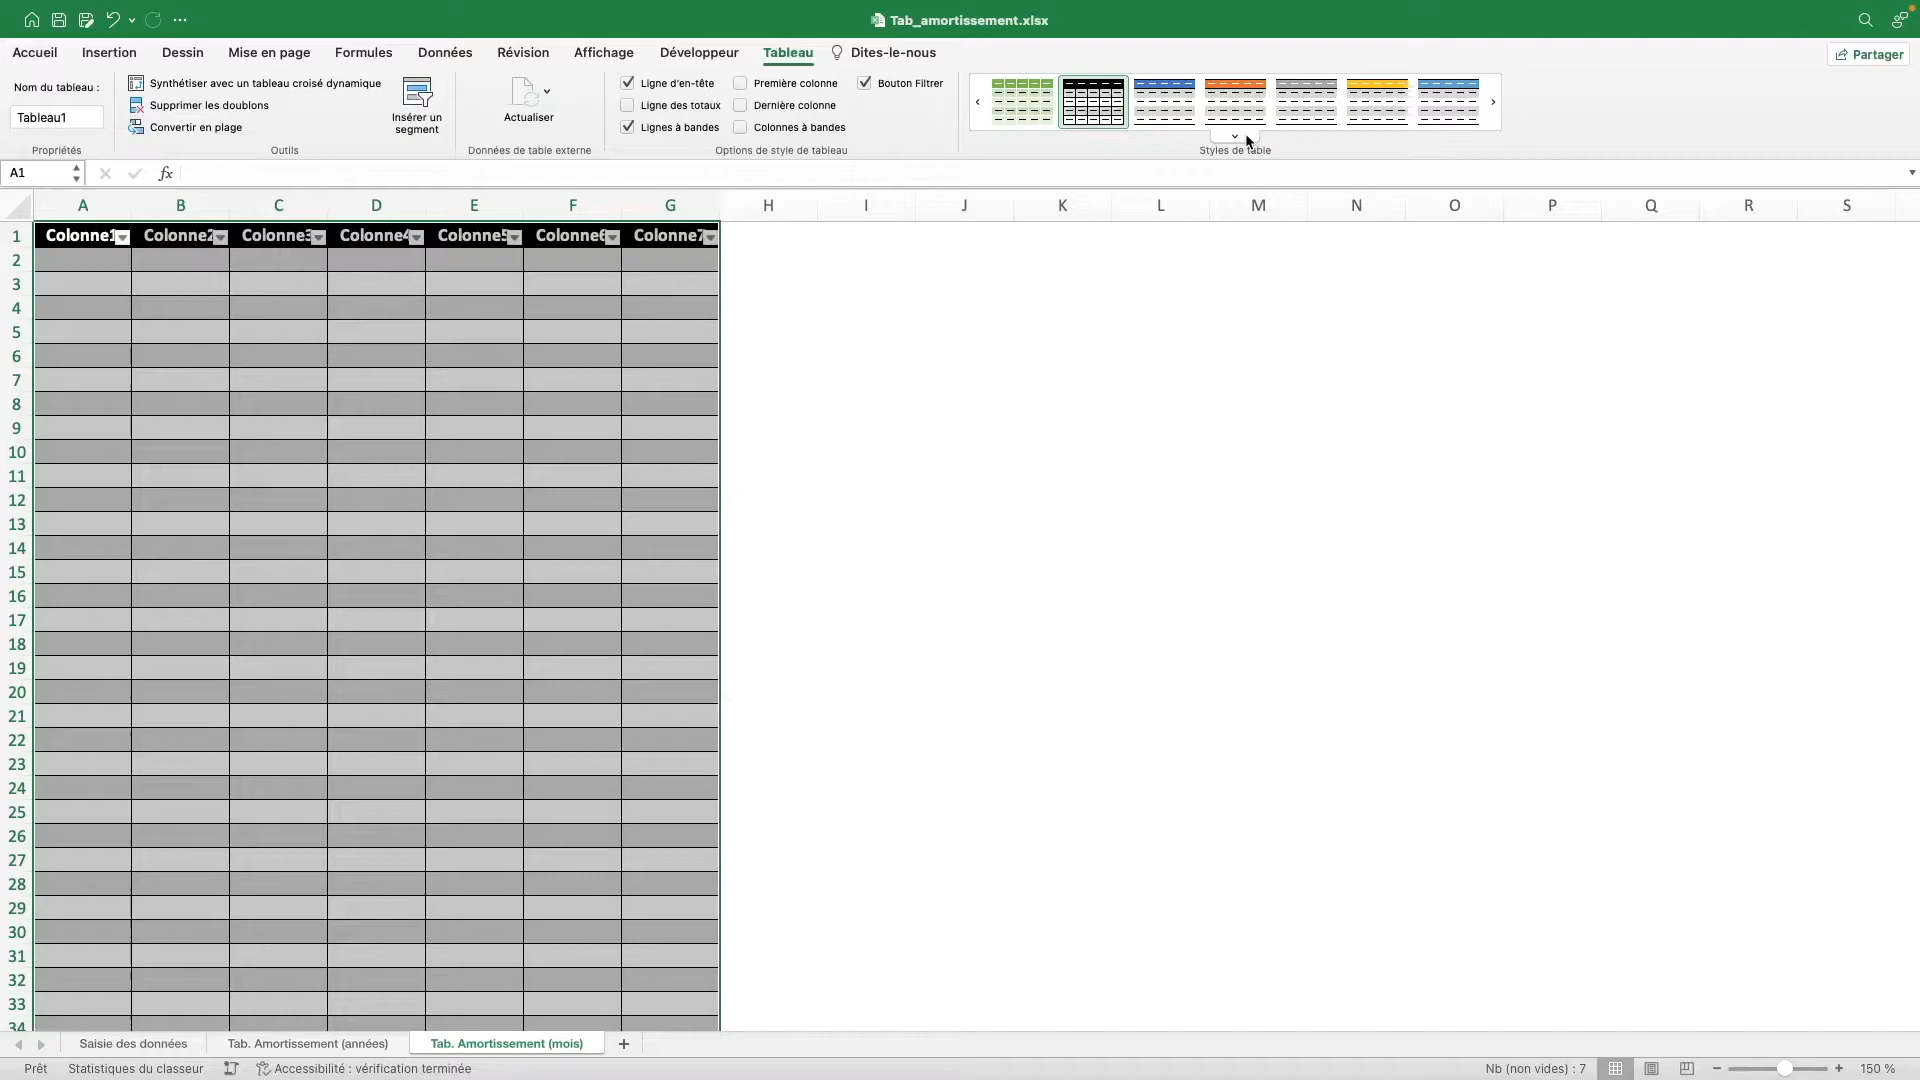 Tab_amortissement.xlsx
Accueil Insertion Dessin Mise en page Formules Données Révision Affichage Développeur Tableau Dites-le-nous Partager
Nom du tableau :
Tableau1
Propriétés
Synthétiser avec un tableau croisé dynamique
Supprimer les doublons
Convertir en plage
Insérer un
segment
Outils
Actualiser
Données de table externe
Ligne d'en-tête Première colonne Bouton Filtrer
Ligne des totaux Dernière colonne
Lignes à bandes Colonnes à bandes
Options de style de tableau
Styles de table
A1 fx
A B C D E F G H I J K L M N O P Q R S
1 Colonne1 Colonne2 Colonne3 Colonne4 Colonne5 Colonne6 Colonne7
2
3
4
5
6
7
8
9
10
11
12
13
14
15
16
17
18
19
20
21
22
23
24
25
26
27
28
29
30
31
32
33
34
Saisie des données Tab. Amortissement (années) Tab. Amortissement (mois)
Prêt Statistiques du classeur Accessibilité : vérification terminée Nb (non vides) : 7 150 %